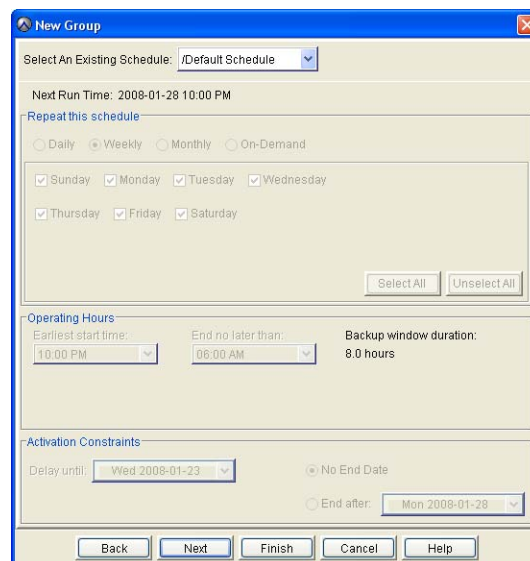 New Group
Select An Existing Schedule: /Default Schedule
Next Run Time: 2008-01-28 10:00 PM
Repeat this schedule
Daily Weekly Monthly On-Demand
Sunday Monday Tuesday Wednesday
Thursday Friday Saturday
Select All Unselect All
Operating Hours
Earliest start time: End no later than: Backup window duration:
10:00 PM 06:00 AM 8.0 hours
Activation Constraints
Delay until: Wed 2008-01-23 No End Date
End after: Mon 2008-01-28
Back Next Finish Cancel Help